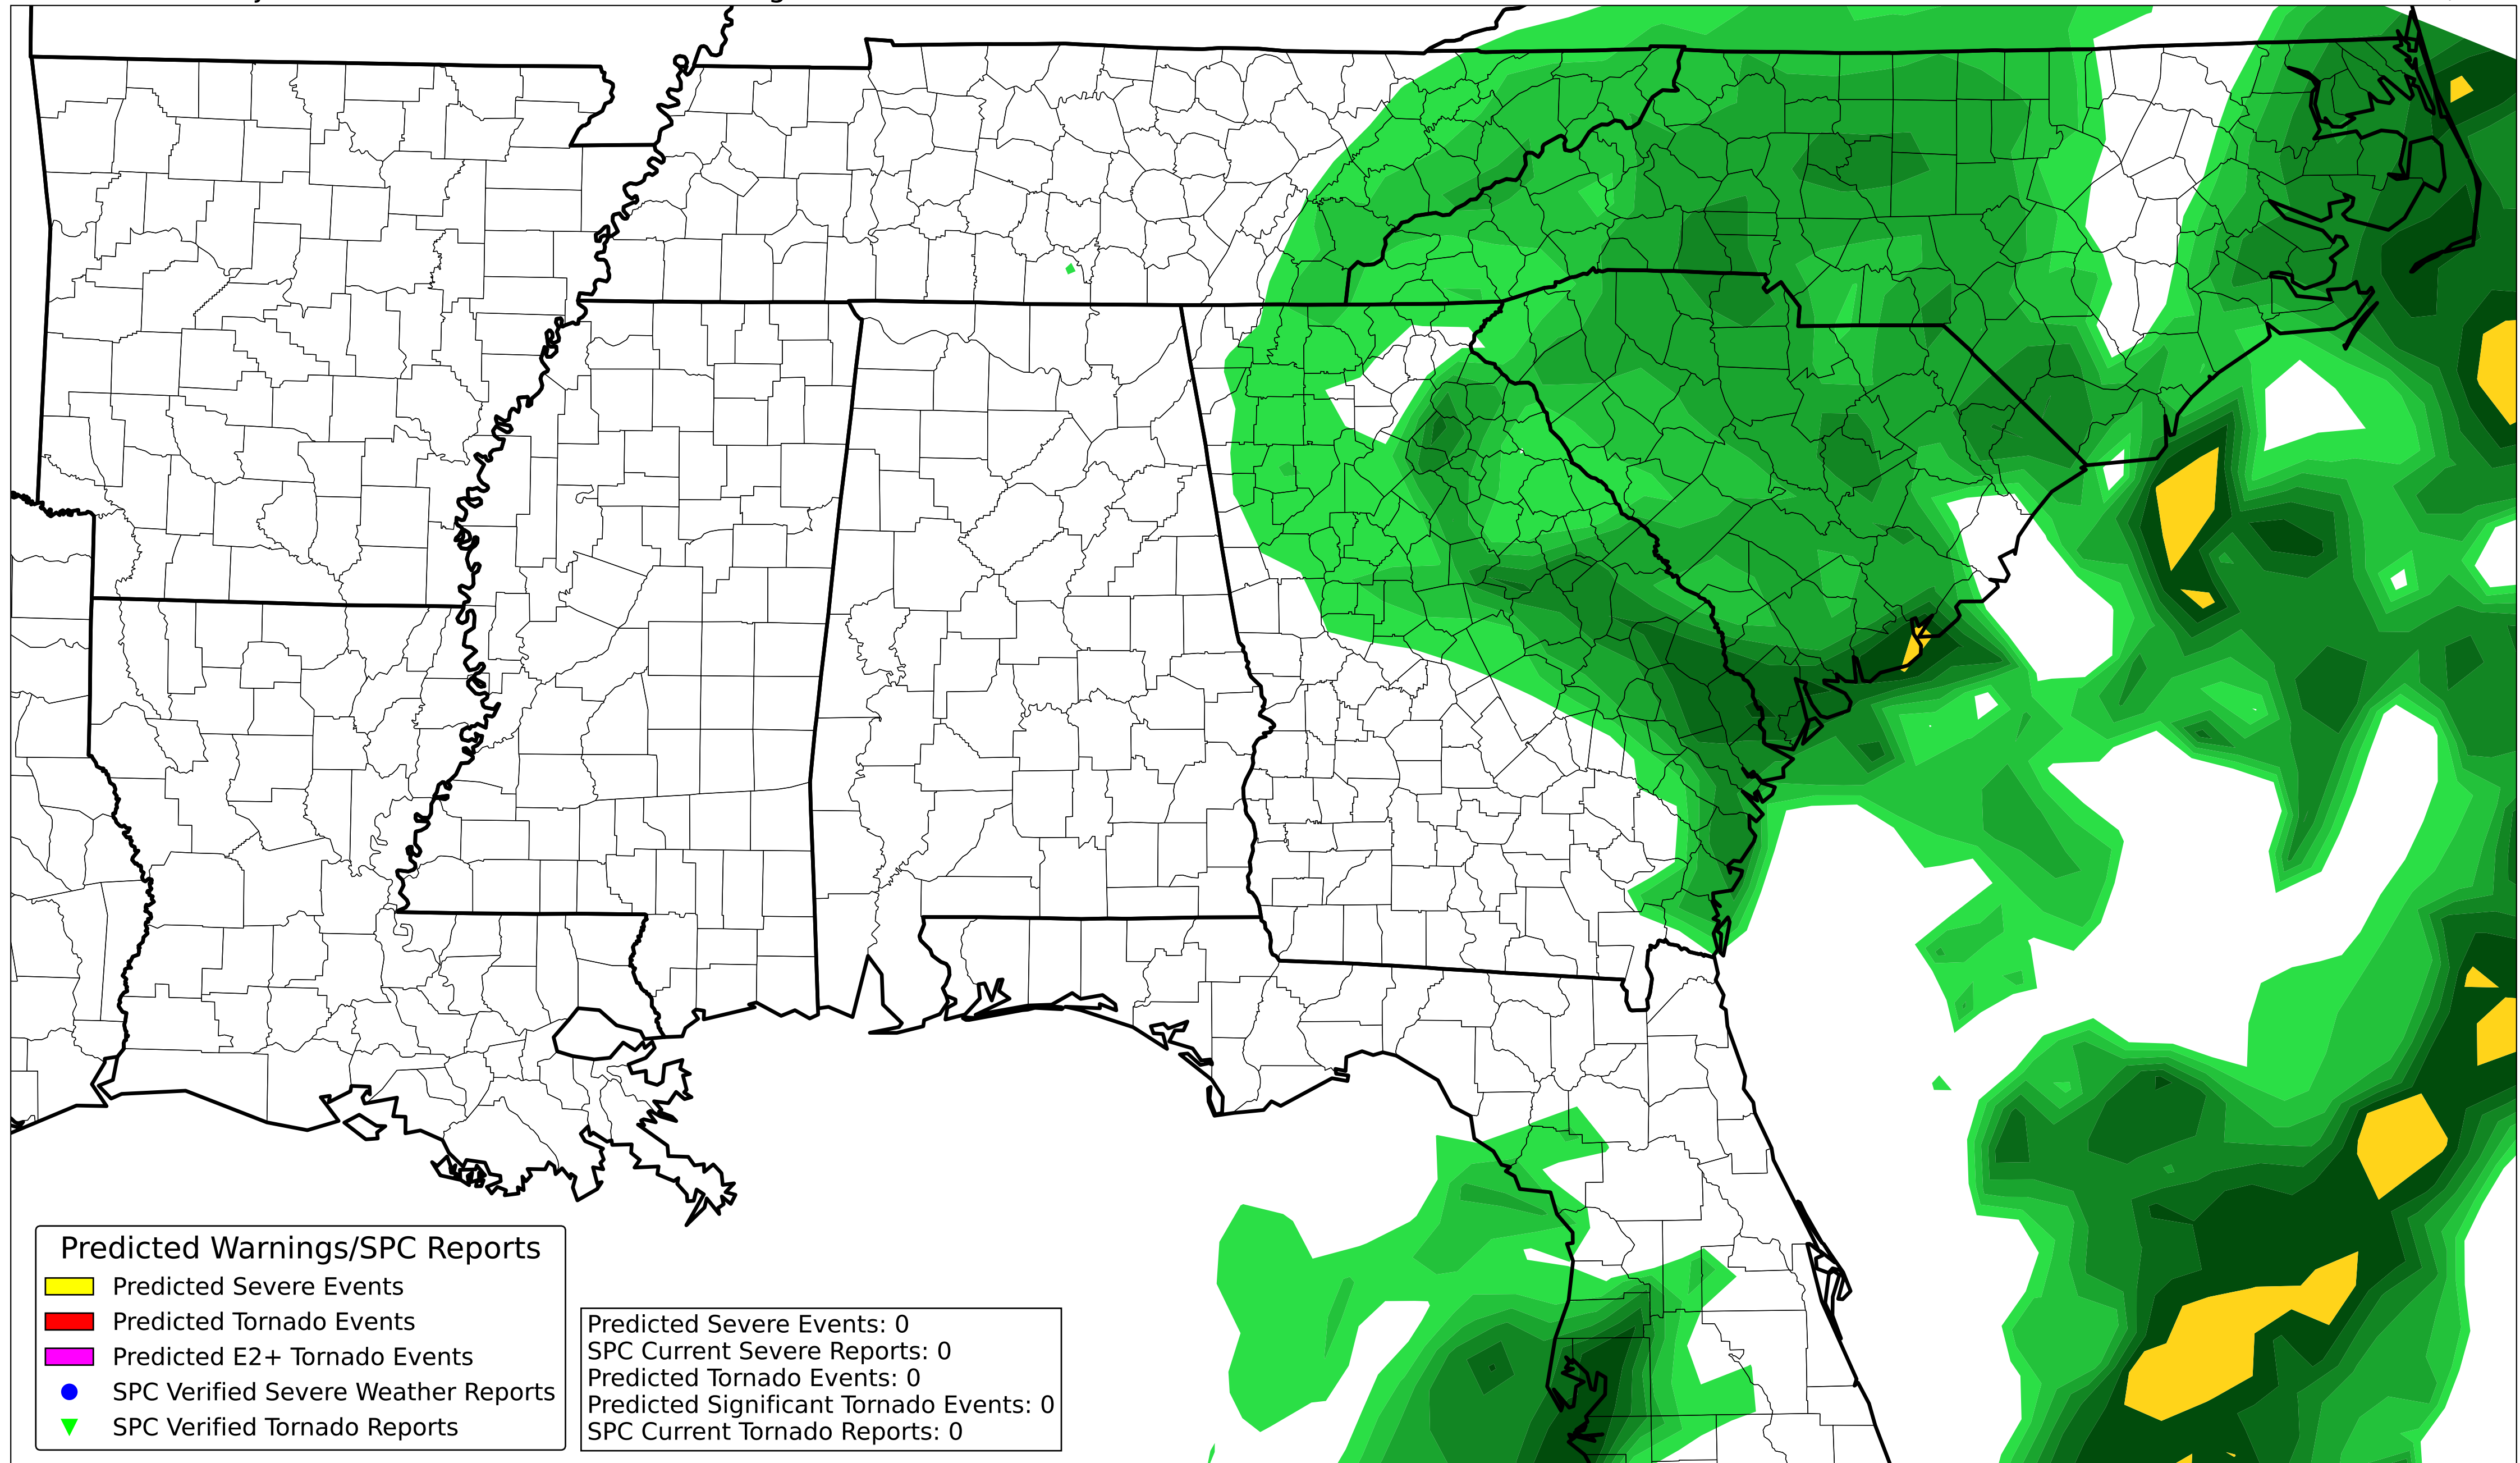 Predicted Warnings/SPC Reports
Predicted Severe Events
Predicted Tornado Events
Predicted E2+ Tornado Events
SPC Verified Severe Weather Reports
SPC Verified Tornado Reports
Predicted Severe Events: 0
SPC Current Severe Reports: 0
Predicted Tornado Events: 0
Predicted Significant Tornado Events: 0
SPC Current Tornado Reports: 0